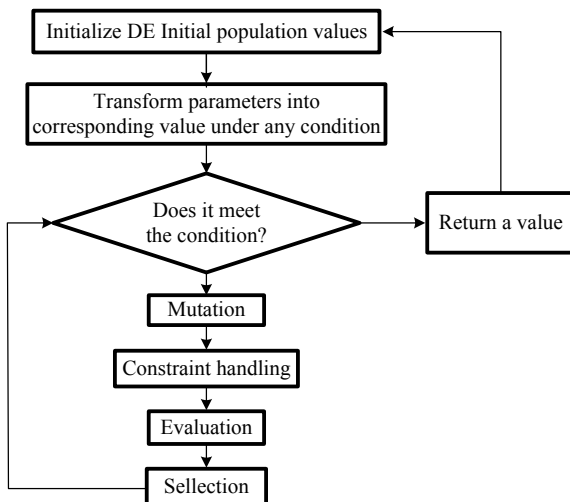 Initialize DE Initial population values
Transform parameters into
corresponding value under any condition
Does it meet
the condition?
Return a value
Mutation
Constraint handling
Evaluation
Sellection